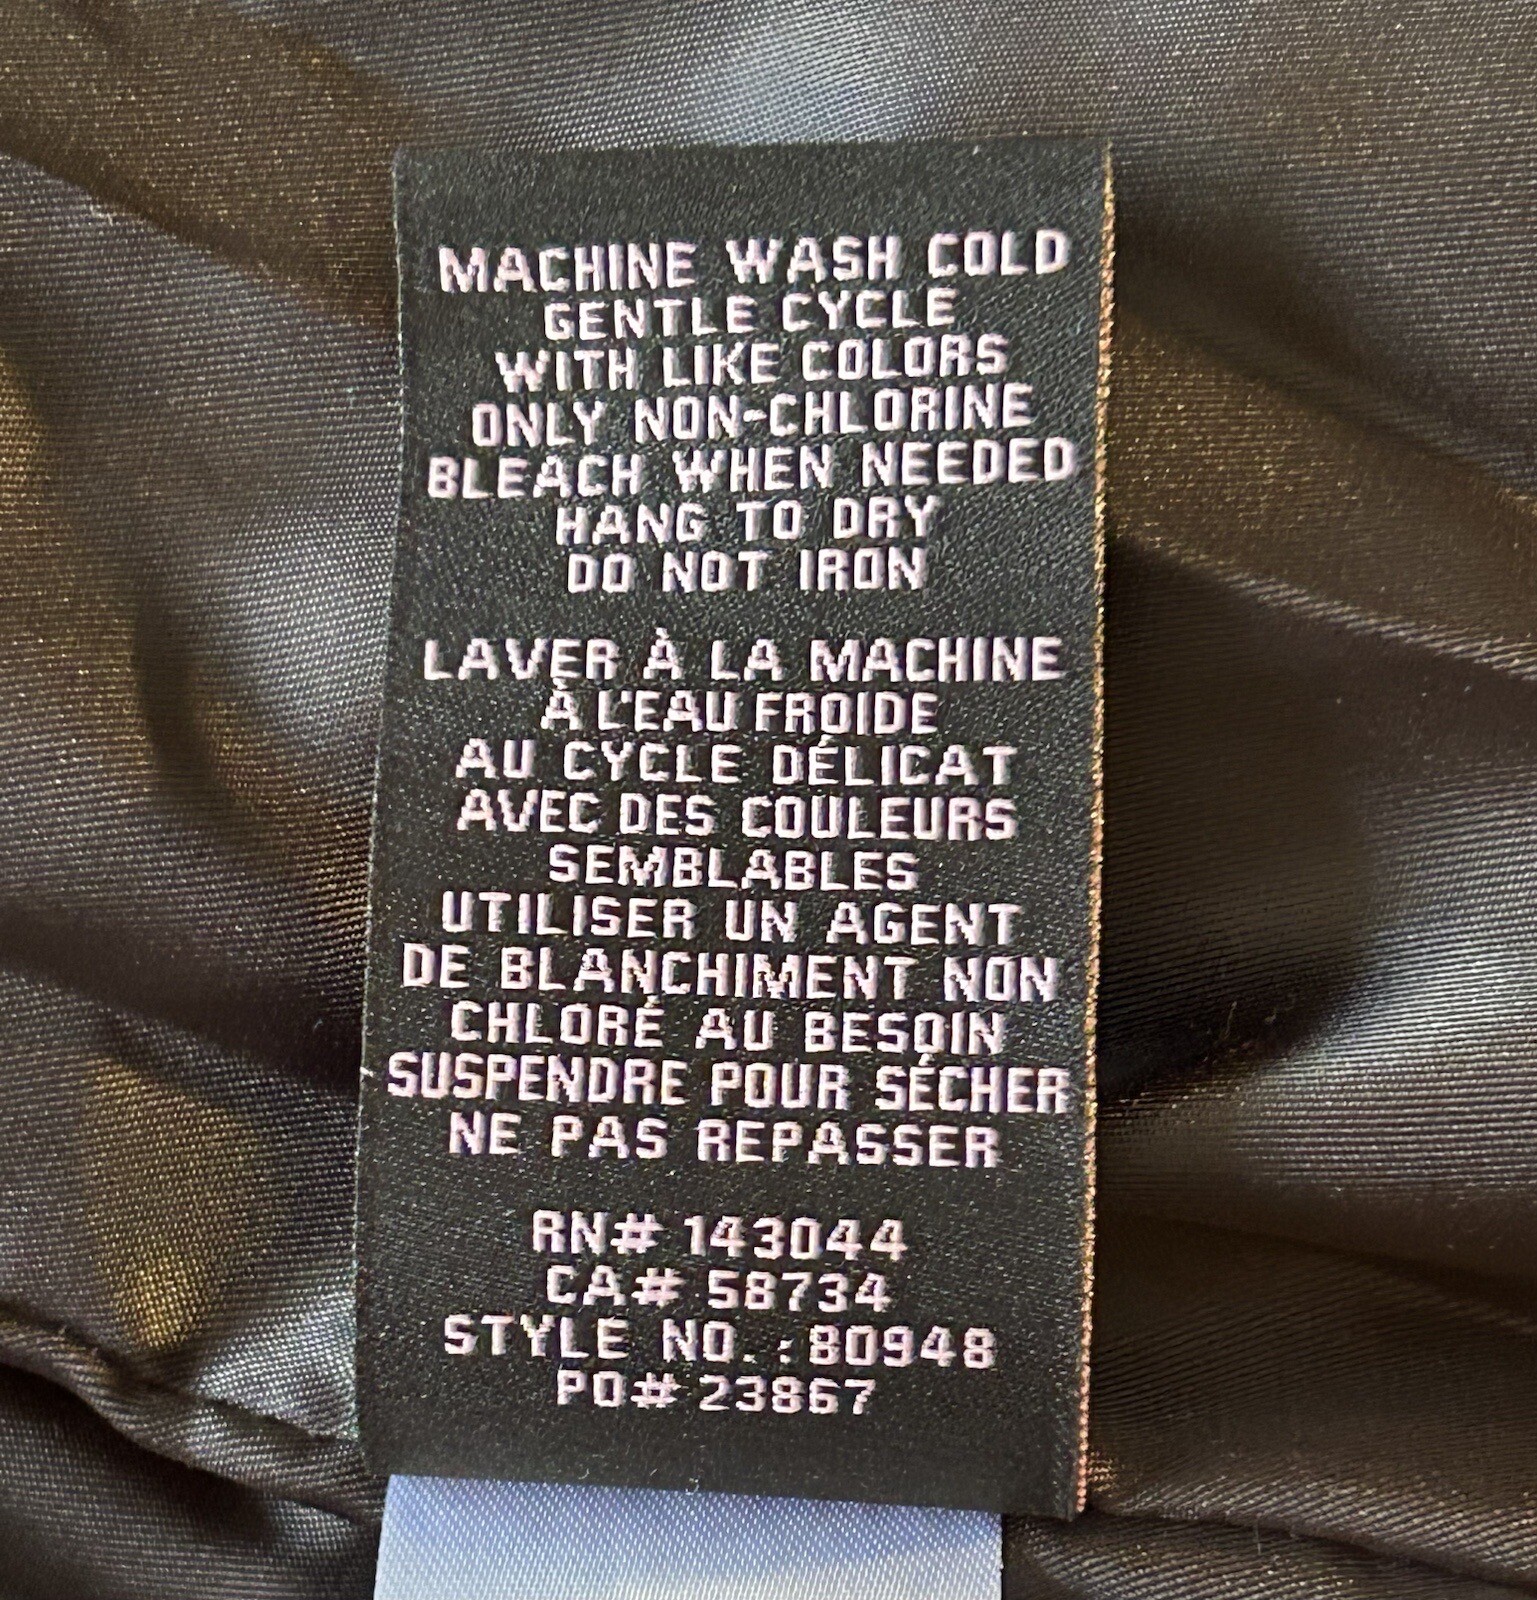 MACHINE WASH COLD
GENTLE CYCLE
WITH LIKE COLORS
ONLY NON-CHLORINE
BLEACH WHEN NEEDED
HANG TO DRY
DO NOT IRON
LAVER À LA MACHINE
À L'EAU FROIDE
AU CYCLE DÉLICAT
AVEC DES COULEURS
SEMBLABLES
UTILISER UN AGENT
DE BLANCHIMENT NON
CHLORÉ AU BESOIN
SUSPENDRE POUR SÉCHER
NE PAS REPASSER
RN# 143044
CA# 58734
STYLE NO. :80948
PO# 23867